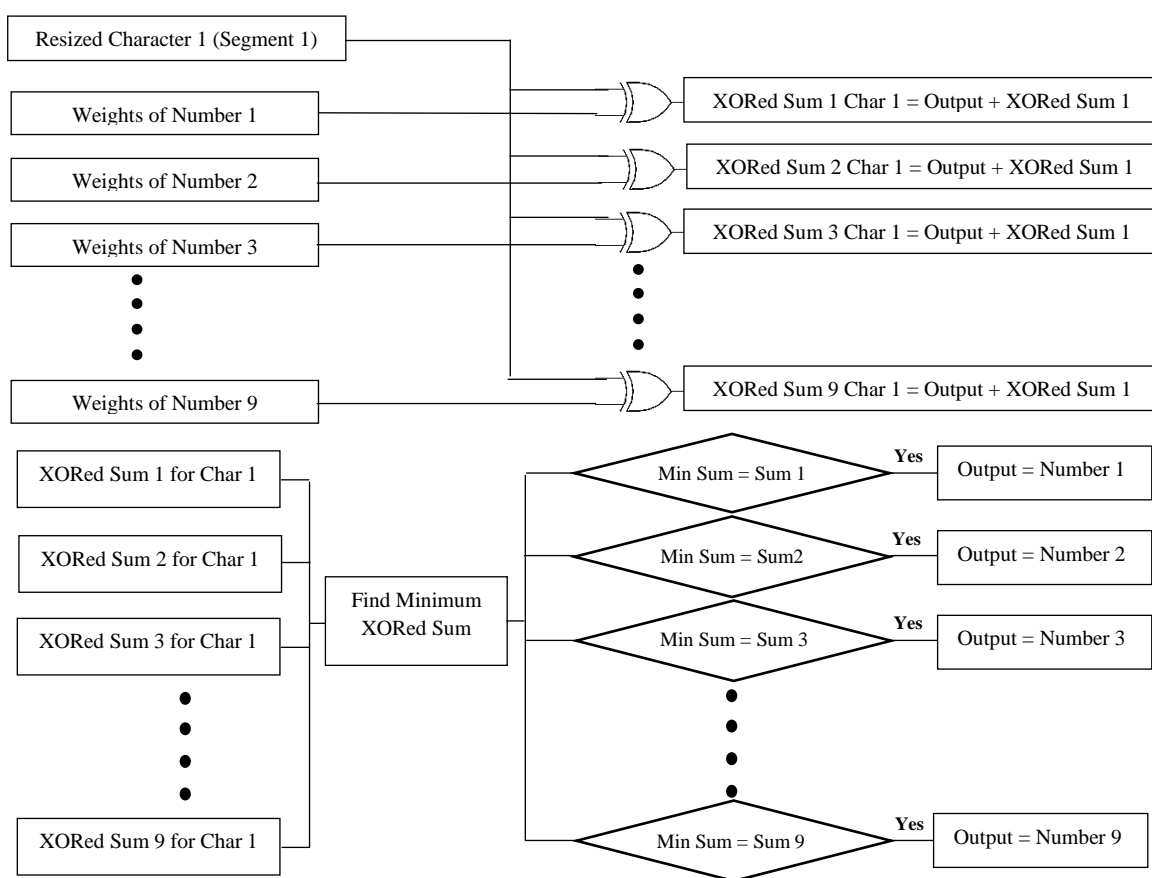 Resized Character 1 (Segment 1)
Weights of Number 1
XORed Sum 1 Char 1 = Output + XORed Sum 1
Weights of Number 2
XORed Sum 2 Char 1 = Output + XORed Sum 1
Weights of Number 3
XORed Sum 3 Char 1 = Output + XORed Sum 1
Weights of Number 9
XORed Sum 9 Char 1 = Output + XORed Sum 1
XORed Sum 1 for Char 1
XORed Sum 2 for Char 1
XORed Sum 3 for Char 1
XORed Sum 9 for Char 1
Find Minimum
XORed Sum
Min Sum = Sum 1
Yes
Output = Number 1
Min Sum = Sum2
Yes
Output = Number 2
Min Sum = Sum 3
Yes
Output = Number 3
Min Sum = Sum 9
Yes
Output = Number 9